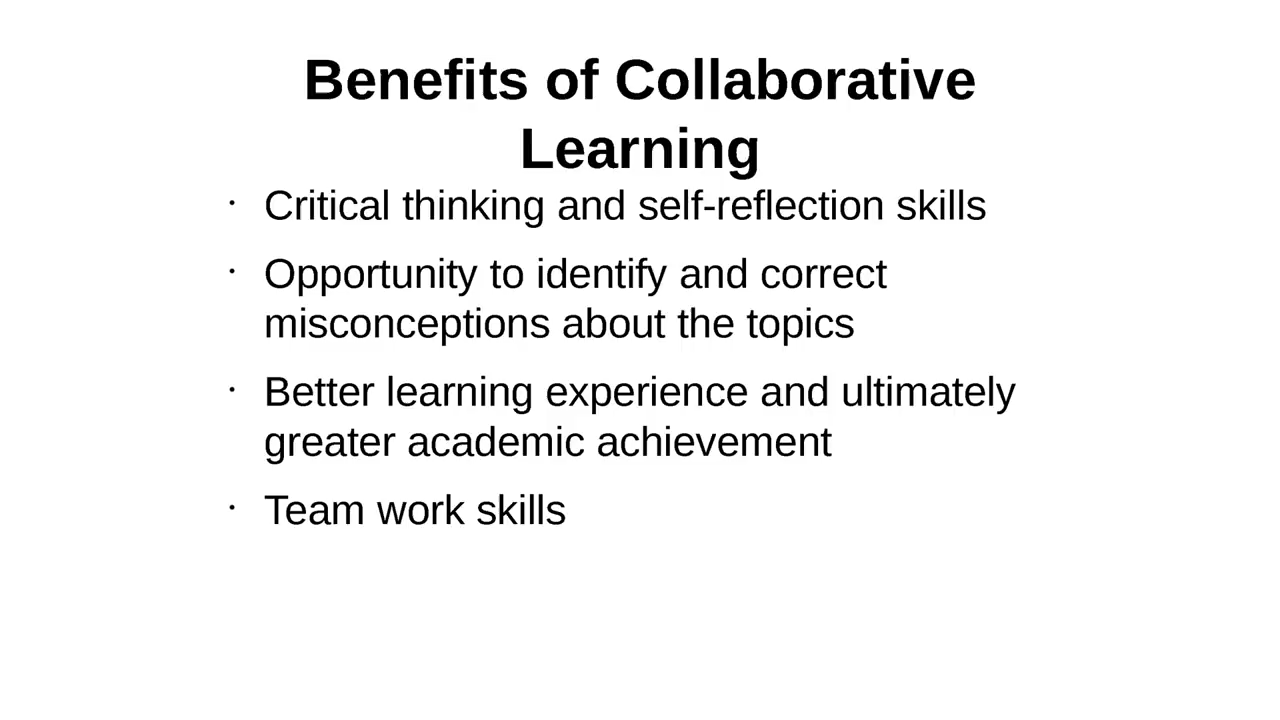 Benefits of Collaborative
Learning
· Critical thinking and self-reflection skills
· Opportunity to identify and correct
misconceptions about the topics
· Better learning experience and ultimately
greater academic achievement
· Team work skills